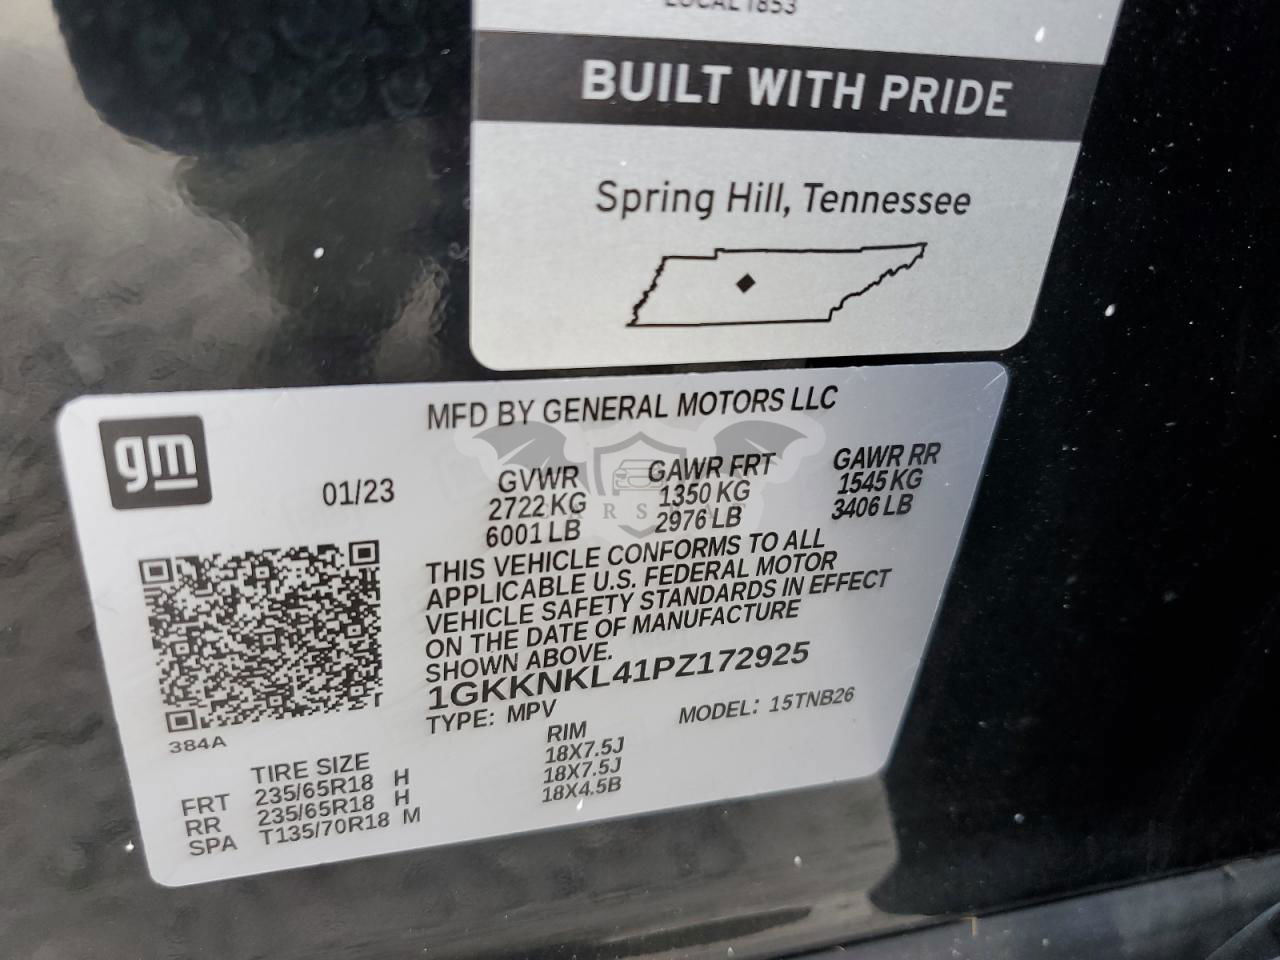 LOCAL 1853
BUILT WITH PRIDE
Spring Hill, Tennessee
gm
MFD BY GENERAL MOTORS LLC
01/23
GVWR GAWR FRT GAWR RR
2722 KG 1350 KG 1545 KG
6001 LB 2976 LB 3406 LB
THIS VEHICLE CONFORMS TO ALL
APPLICABLE U.S. FEDERAL MOTOR
VEHICLE SAFETY STANDARDS IN EFFECT
ON THE DATE OF MANUFACTURE
SHOWN ABOVE.
1GKKNKL41PZ172925
TYPE: MPV MODEL: 15TNB26
384A
TIRE SIZE RIM
FRT 235/65R18 H 18X7.5J
RR 235/65R18 H 18X7.5J
SPA T135/70R18 M 18X4.5B